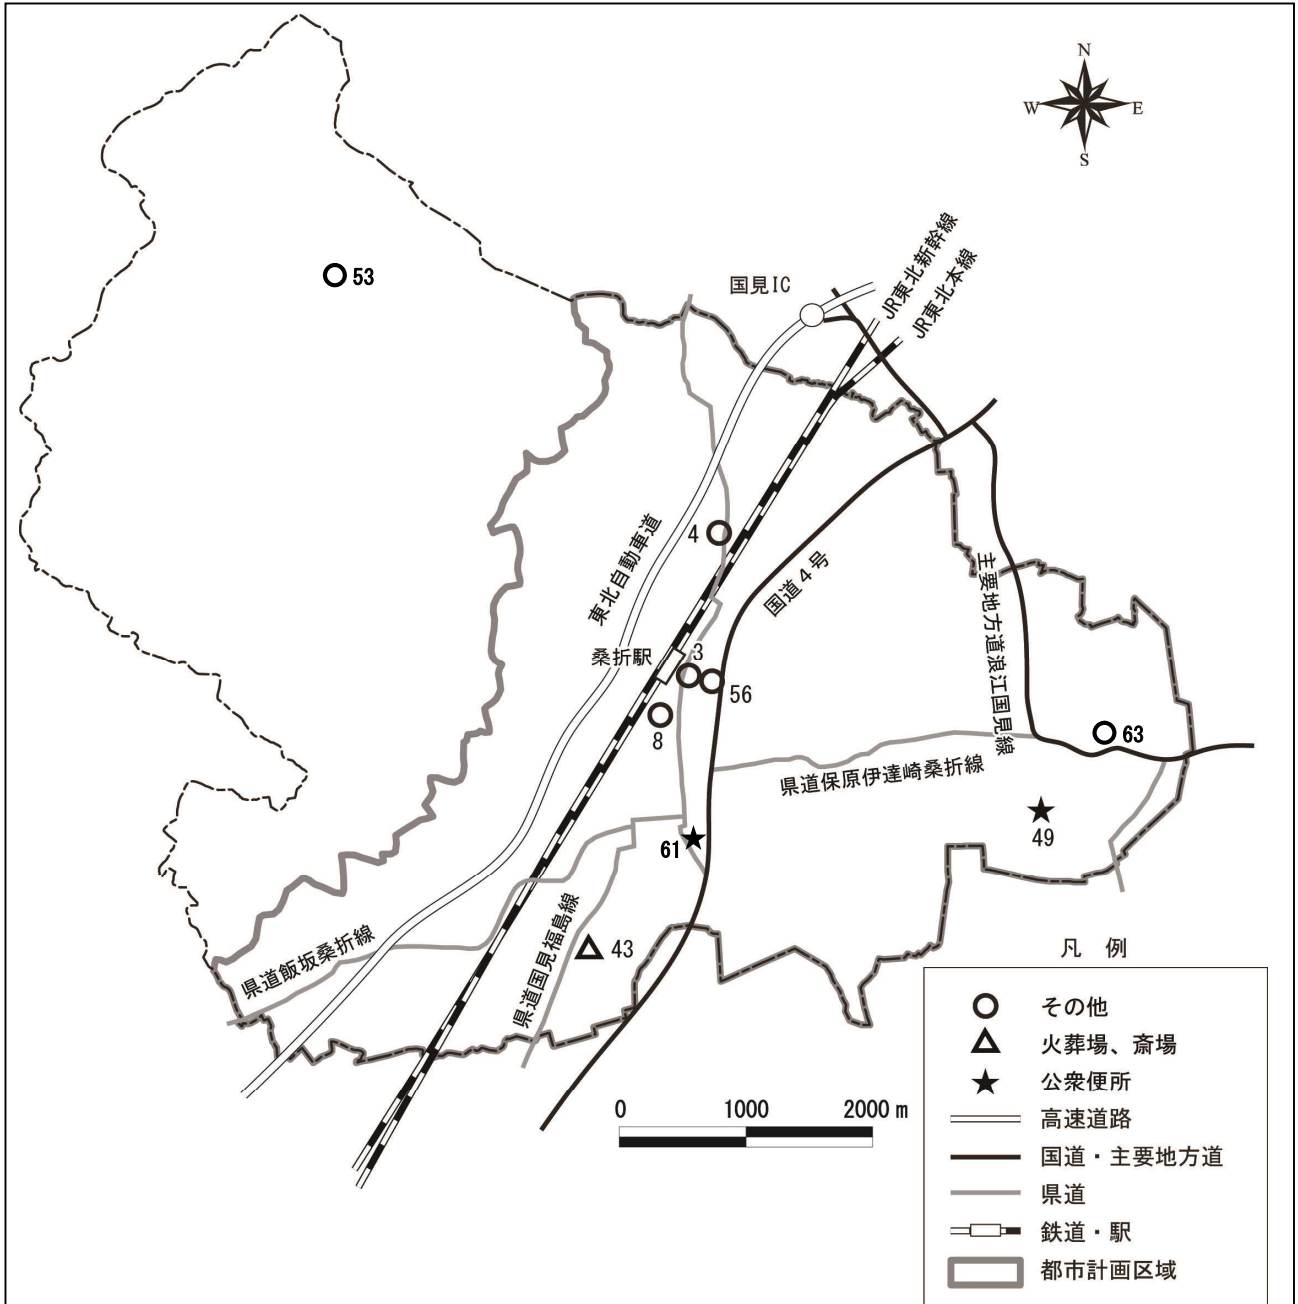 N
W
E
S
53
国見IC
JR東北新幹線
JR東北本線
4
東北自動車道
国道4号
主要地方道浪江国見線
桑折駅
3
56
8
63
県道保原伊達崎桑折線
49
61
県道飯坂桑折線
県道国見福島線
43
凡 例
その他
火葬場、斎場
公衆便所
高速道路
国道・主要地方道
県道
鉄道・駅
都市計画区域
0 1000 2000m